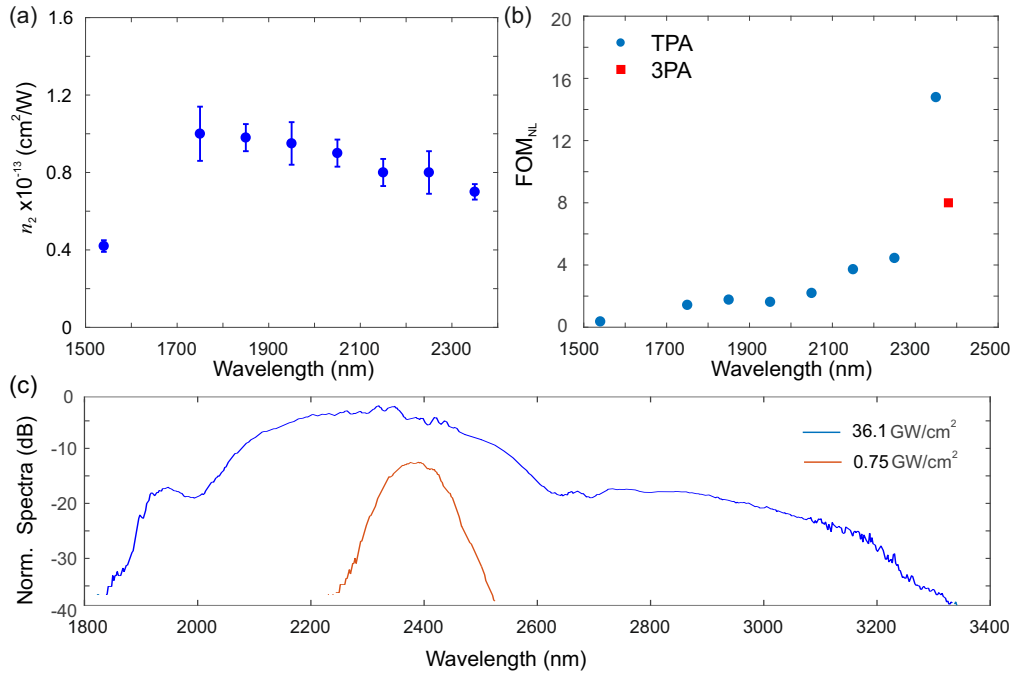 (a)
1.6
1.2
0.8
0.4
0
n₂ x10⁻¹³ (cm²/W)
1500 1700 1900 2100 2300
Wavelength (nm)
(b)
20
16
12
8
4
0
FOM_NL
TPA
3PA
1500 1700 1900 2100 2300 2500
Wavelength (nm)
(c)
0
-10
-20
-30
-40
Norm. Spectra (dB)
36.1 GW/cm²
0.75 GW/cm²
1800 2000 2200 2400 2600 2800 3000 3200 3400
Wavelength (nm)